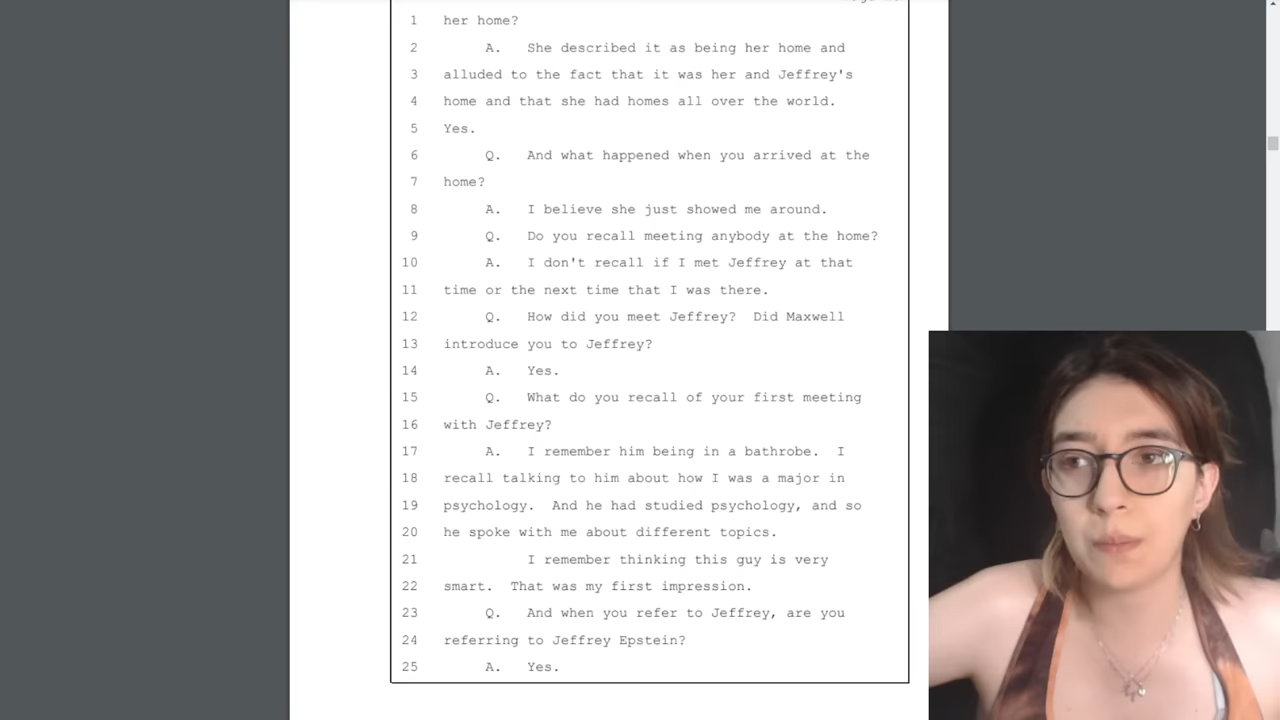 1 her home?
2 A. She described it as being her home and
3 alluded to the fact that it was her and Jeffrey's
4 home and that she had homes all over the world.
5 Yes.
6 Q. And what happened when you arrived at the
7 home?
8 A. I believe she just showed me around.
9 Q. Do you recall meeting anybody at the home?
10 A. I don't recall if I met Jeffrey at that
11 time or the next time that I was there.
12 Q. How did you meet Jeffrey? Did Maxwell
13 introduce you to Jeffrey?
14 A. Yes.
15 Q. What do you recall of your first meeting
16 with Jeffrey?
17 A. I remember him being in a bathrobe. I
18 recall talking to him about how I was a major in
19 psychology. And he had studied psychology, and so
20 he spoke with me about different topics.
21 I remember thinking this guy is very
22 smart. That was my first impression.
23 Q. And when you refer to Jeffrey, are you
24 referring to Jeffrey Epstein?
25 A. Yes.